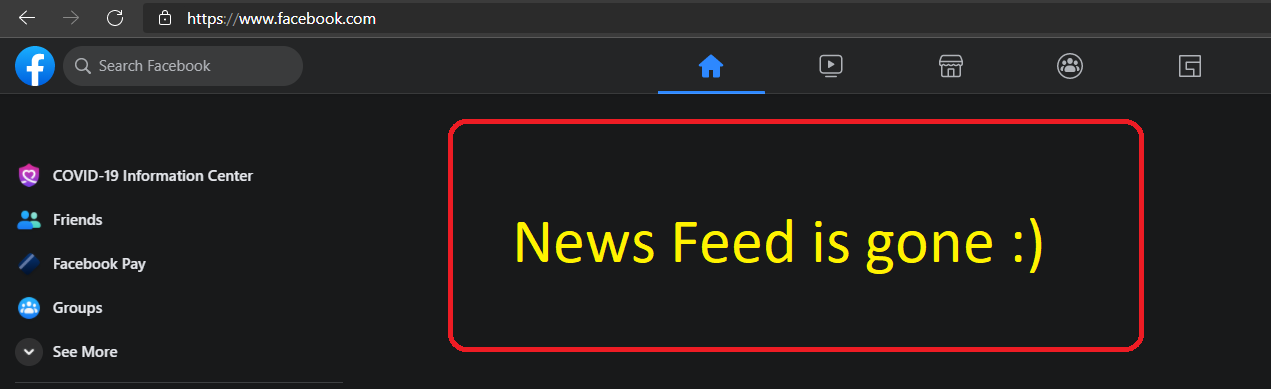 https://www.facebook.com
Search Facebook
COVID-19 Information Center
Friends
Facebook Pay
Groups
See More
News Feed is gone :)